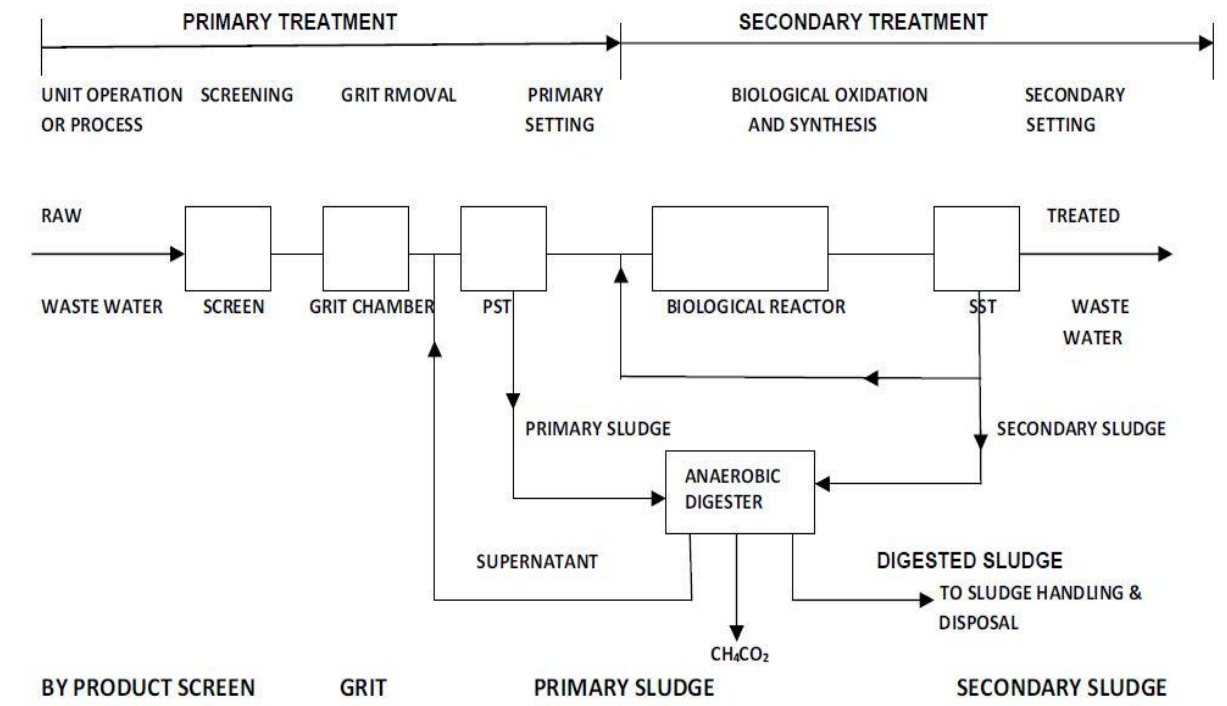 PRIMARY TREATMENT SECONDARY TREATMENT
UNIT OPERATION SCREENING GRIT RMOVAL PRIMARY BIOLOGICAL OXIDATION SECONDARY
OR PROCESS SETTING AND SYNTHESIS SETTING
RAW TREATED
WASTE WATER SCREEN GRIT CHAMBER PST BIOLOGICAL REACTOR SST WASTE
WATER
PRIMARY SLUDGE SECONDARY SLUDGE
ANAEROBIC
DIGESTER
SUPERNATANT DIGESTED SLUDGE
TO SLUDGE HANDLING &
DISPOSAL
CH₄CO₂
BY PRODUCT SCREEN GRIT PRIMARY SLUDGE SECONDARY SLUDGE